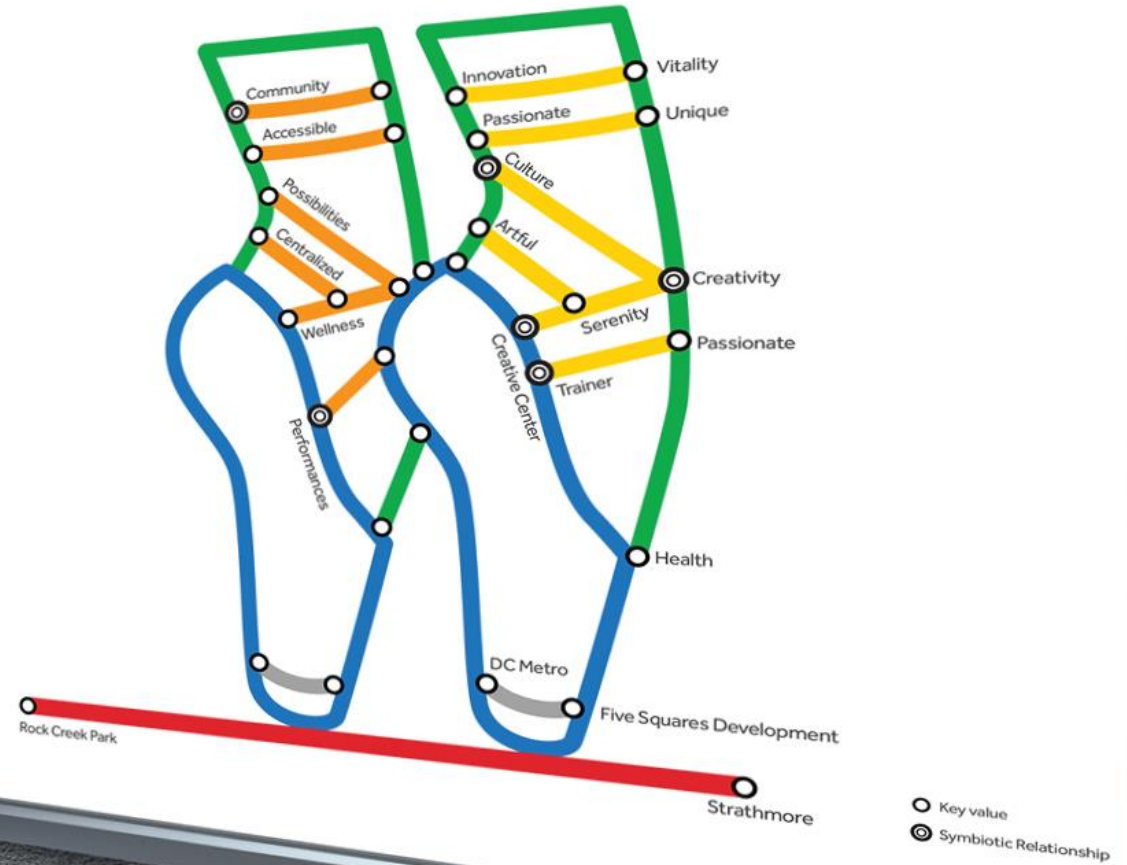 Community
Accessible
Possibilities
Centralized
Wellness
Performances
Innovation
Vitality
Passionate
Unique
Culture
Artful
Creativity
Serenity
Creative Center
Passionate
Trainer
Health
DC Metro
Five Squares Development
Rock Creek Park
Strathmore
Key value
Symbiotic Relationship